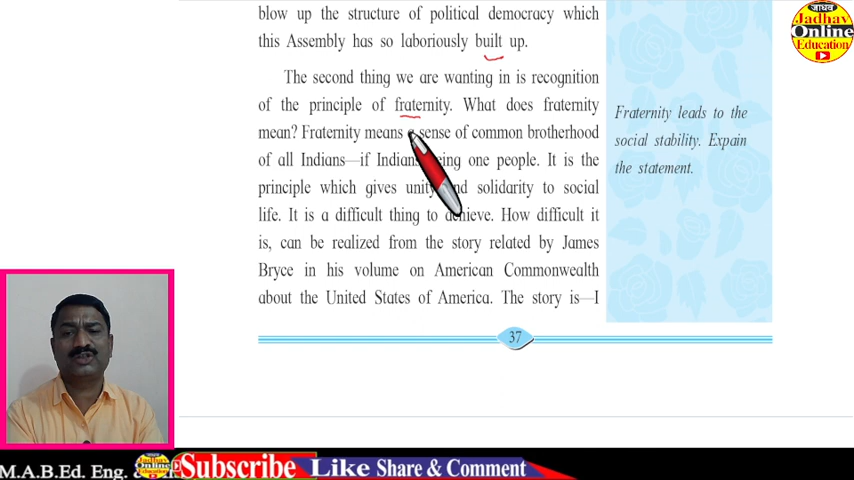 blow up the structure of political democracy which
this Assembly has so laboriously built up.
The second thing we are wanting in is recognition
of the principle of fraternity. What does fraternity
mean? Fraternity means a sense of common brotherhood
of all Indians—if Indians being one people. It is the
principle which gives unity and solidarity to social
life. It is a difficult thing to achieve. How difficult it
is, can be realized from the story related by James
Bryce in his volume on American Commonwealth
about the United States of America. The story is—I
Fraternity leads to the
social stability. Expain
the statement.
37
जाधव
Jadhav
Online
Education
M.A.B.Ed. Eng. &
Jadhav
Online
Education
Subscribe Like Share & Comment